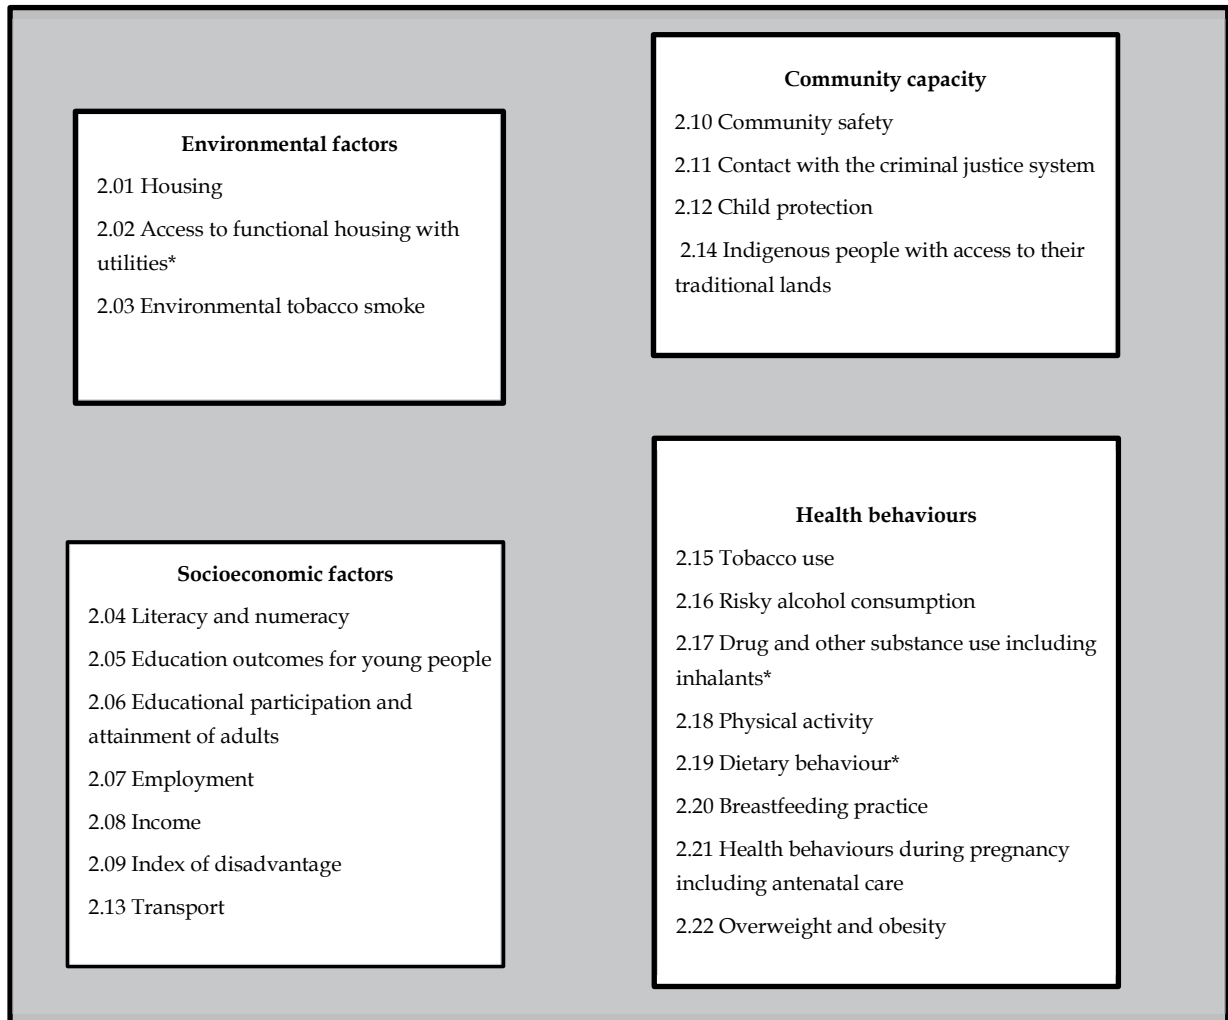 Environmental factors
2.01 Housing
2.02 Access to functional housing with
utilities*
2.03 Environmental tobacco smoke
Community capacity
2.10 Community safety
2.11 Contact with the criminal justice system
2.12 Child protection
2.14 Indigenous people with access to their
traditional lands
Socioeconomic factors
2.04 Literacy and numeracy
2.05 Education outcomes for young people
2.06 Educational participation and
attainment of adults
2.07 Employment
2.08 Income
2.09 Index of disadvantage
2.13 Transport
Health behaviours
2.15 Tobacco use
2.16 Risky alcohol consumption
2.17 Drug and other substance use including
inhalants*
2.18 Physical activity
2.19 Dietary behaviour*
2.20 Breastfeeding practice
2.21 Health behaviours during pregnancy
including antenatal care
2.22 Overweight and obesity